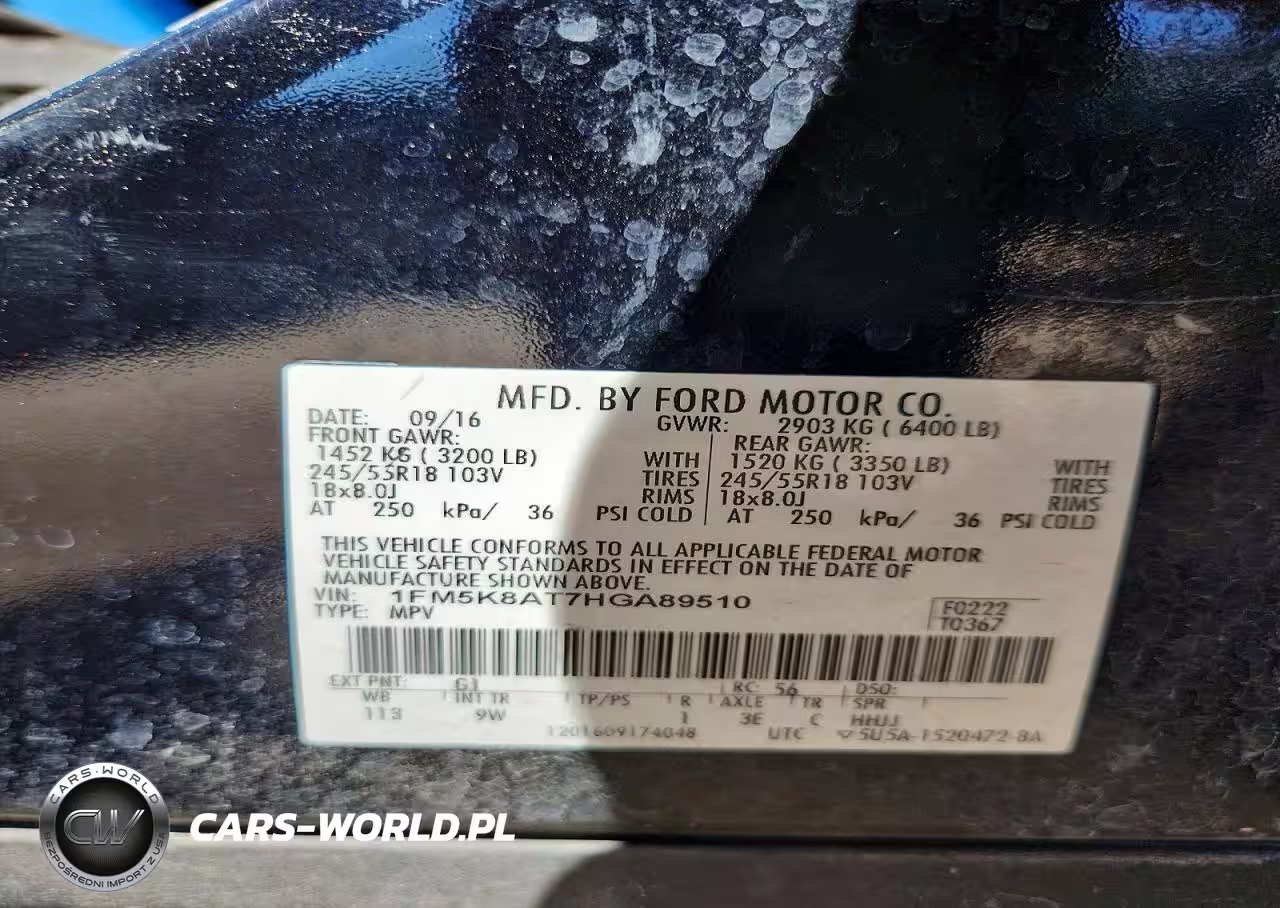 MFD. BY FORD MOTOR CO.
DATE: 09/16 GVWR: 2903 KG ( 6400 LB)
FRONT GAWR: REAR GAWR:
1452 KG ( 3200 LB) WITH 1520 KG ( 3350 LB) WITH
245/55R18 103V TIRES 245/55R18 103V TIRES
18x8.0J RIMS 18x8.0J RIMS
AT 250 kPa/ 36 PSI COLD AT 250 kPa/ 36 PSI COLD
THIS VEHICLE CONFORMS TO ALL APPLICABLE FEDERAL MOTOR
VEHICLE SAFETY STANDARDS IN EFFECT ON THE DATE OF
MANUFACTURE SHOWN ABOVE.
VIN: 1FM5K8AT7HGA89510
TYPE: MPV
F0222
T0367
EXT PNT: G1 RC: 56 DSO:
WB INT TR TP/PS R AXLE TR SPR
113 9W 1 3E C HHJJ
1201609174048 UTC 5U5A-1520472-BA
CARS-WORLD
CW
BEZPOŚREDNI IMPORT Z USA
CARS-WORLD.PL